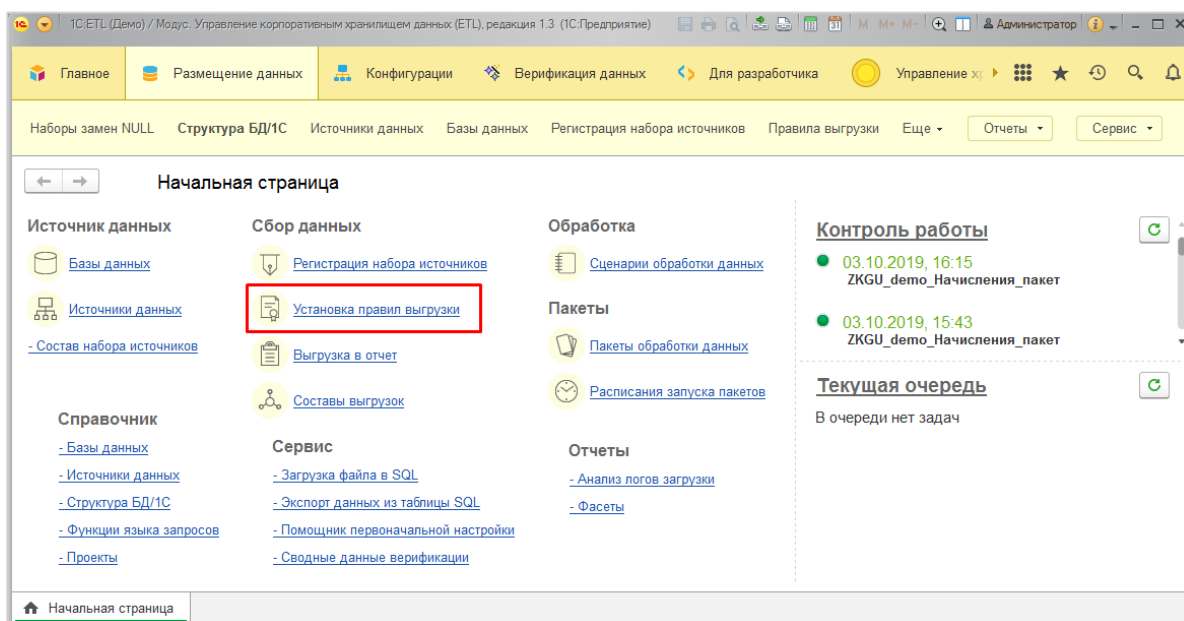 1С:ETL (Демо) / Модус. Управление корпоративным хранилищем данных (ETL), редакция 1.3 (1С:Предприятие)
M M+ M- Администратор
Главное Размещение данных Конфигурации Верификация данных Для разработчика Управление
Наборы замен NULL Структура БД/1С Источники данных Базы данных Регистрация набора источников Правила выгрузки Еще Отчеты Сервис
Начальная страница
Источник данных
Базы данных
Источники данных
- Состав набора источников
Справочник
- Базы данных
- Источники данных
- Структура БД/1С
- Функции языка запросов
- Проекты
Сбор данных
Регистрация набора источников
Установка правил выгрузки
Выгрузка в отчет
Составы выгрузок
Сервис
- Загрузка файла в SQL
- Экспорт данных из таблицы SQL
- Помощник первоначальной настройки
- Сводные данные верификации
Обработка
Сценарии обработки данных
Пакеты
Пакеты обработки данных
Расписания запуска пакетов
Отчеты
- Анализ логов загрузки
- Фасеты
Контроль работы
03.10.2019, 16:15
ZKGU_demo_Начисления_пакет
03.10.2019, 15:43
ZKGU_demo_Начисления_пакет
Текущая очередь
В очереди нет задач
Начальная страница